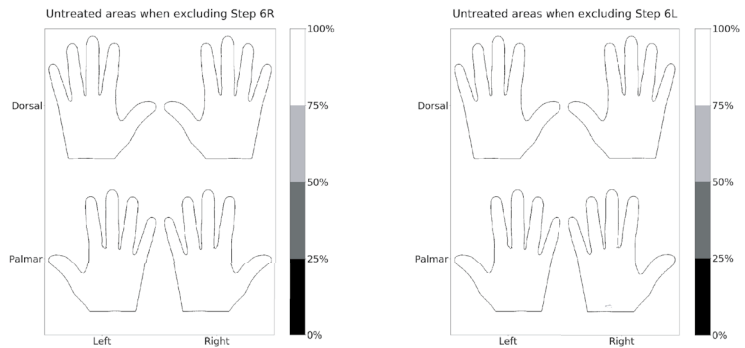 Untreated areas when excluding Step 6R
100%
Dorsal
75%
50%
Palmar
25%
0%
Left
Right
Untreated areas when excluding Step 6L
100%
Dorsal
75%
50%
Palmar
25%
0%
Left
Right